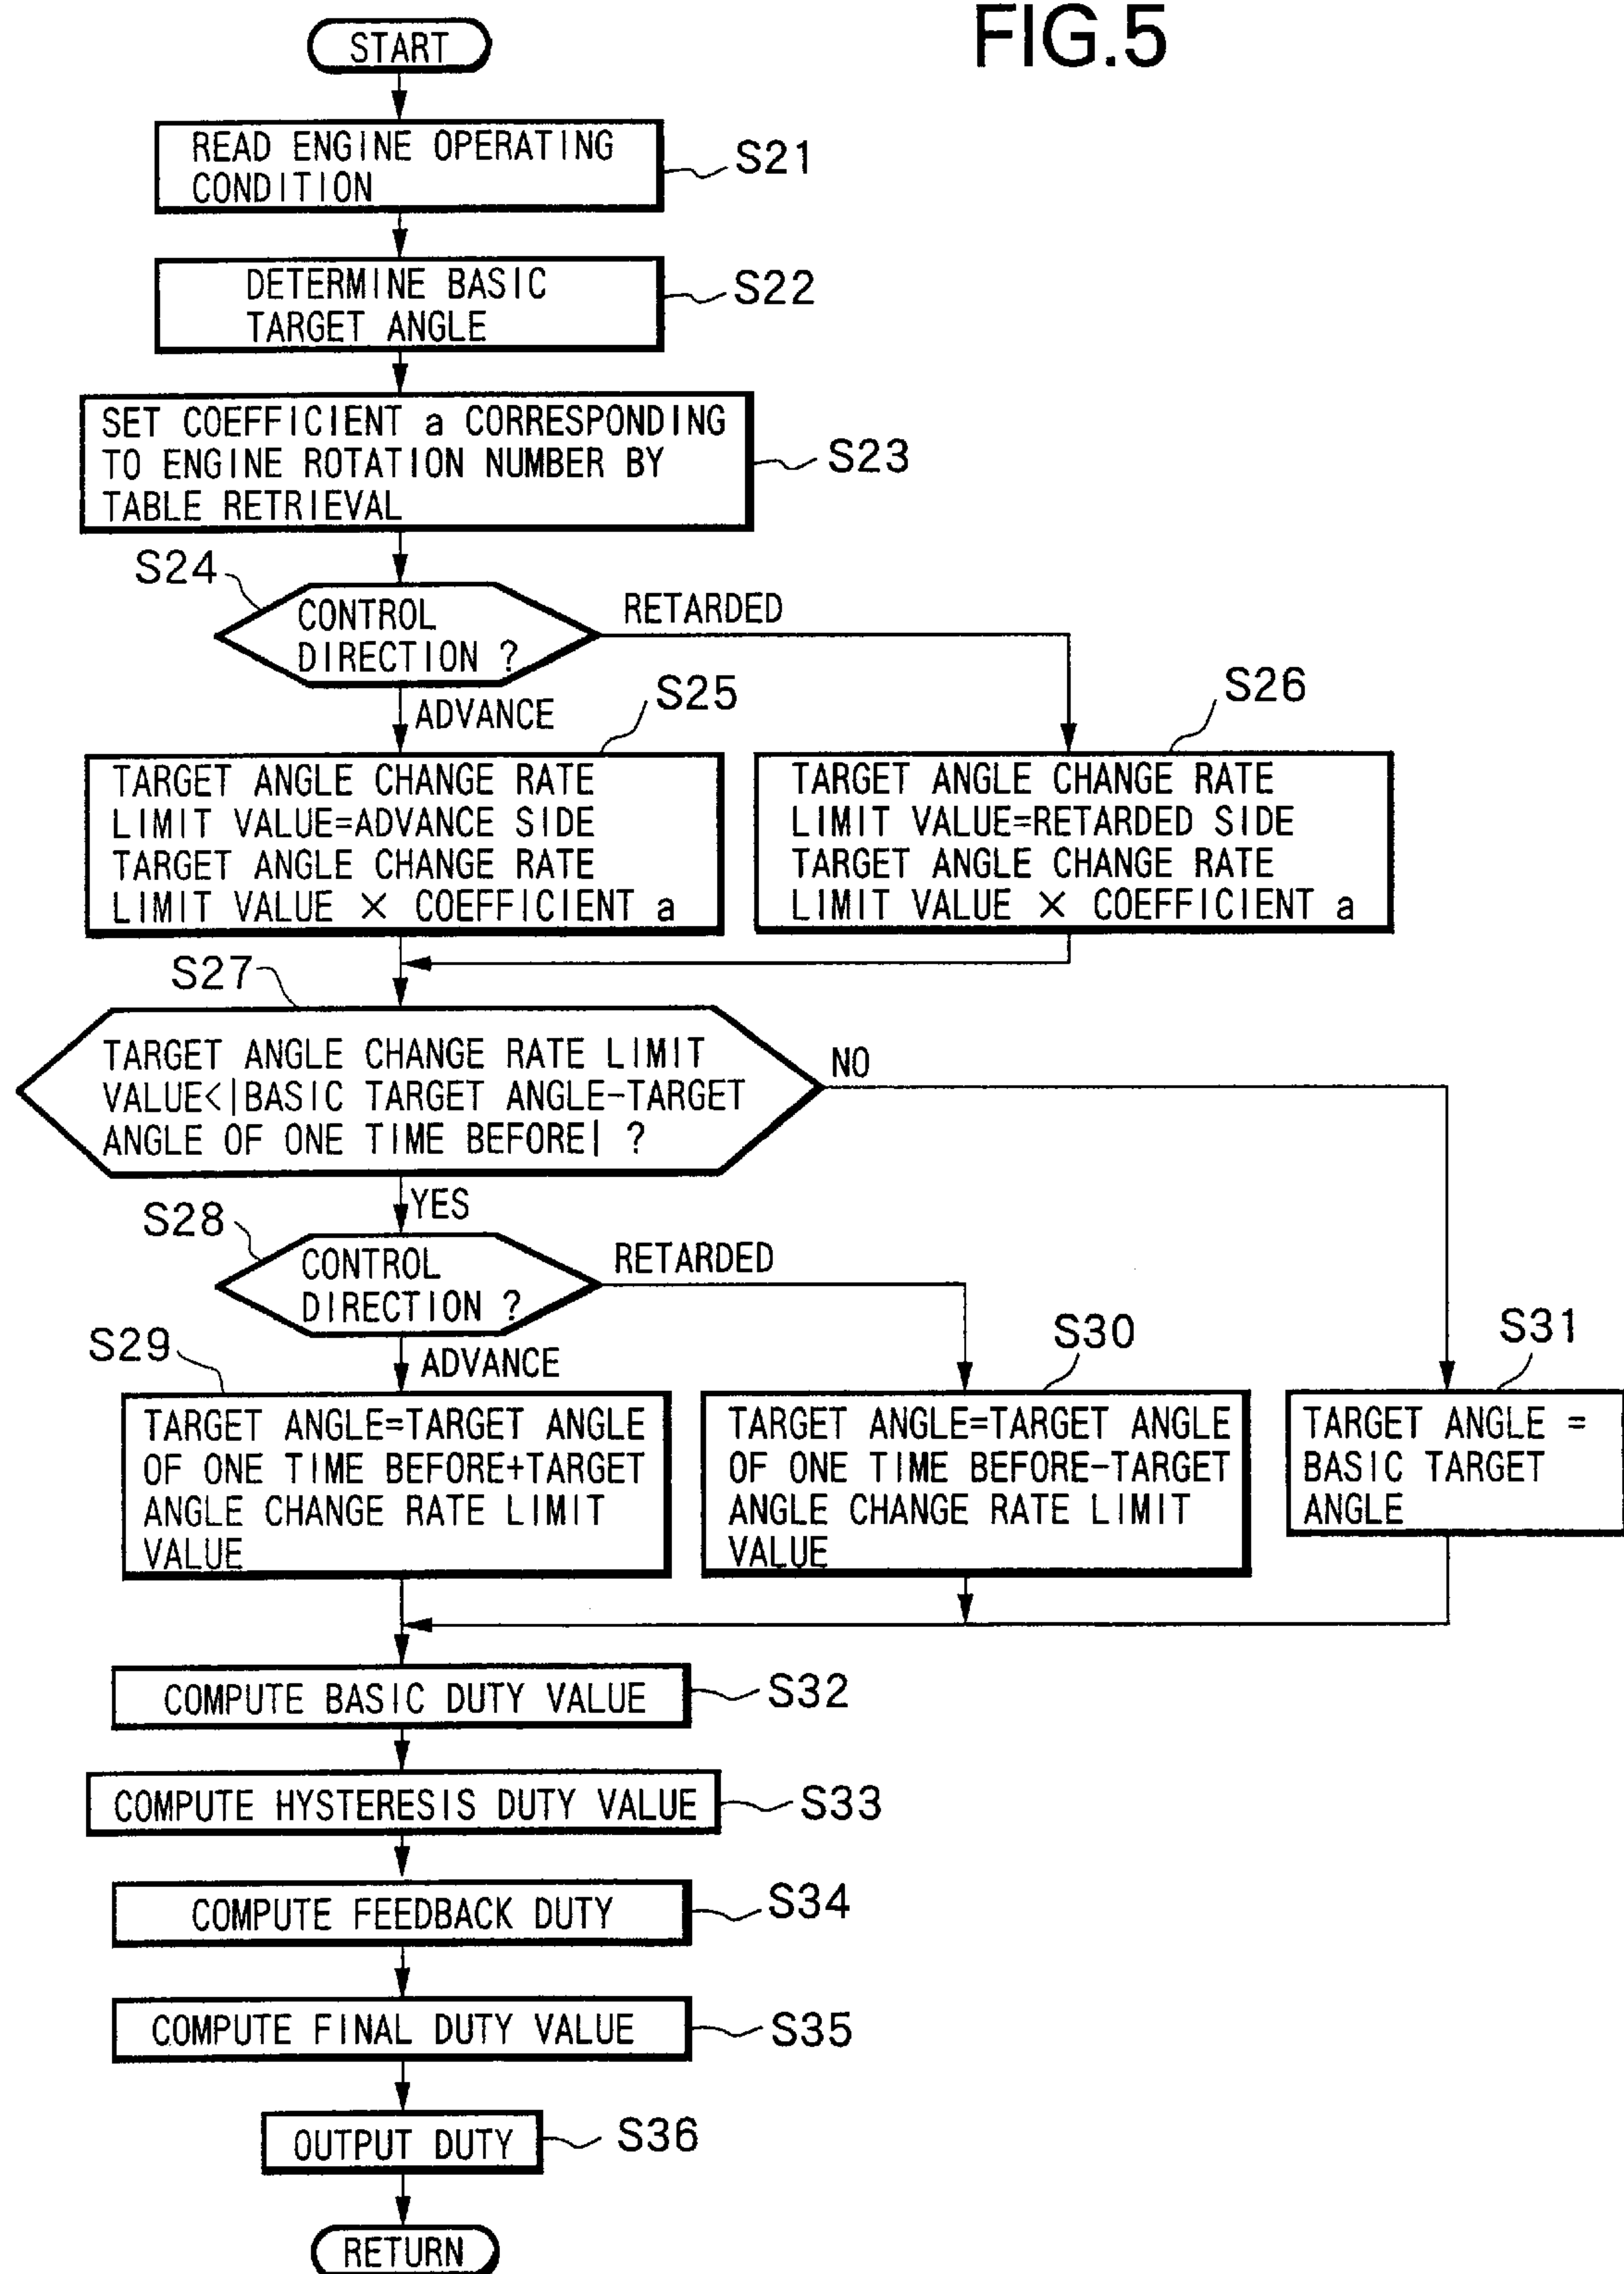 FIG.5
START
READ ENGINE OPERATING
CONDITION
S21
DETERMINE BASIC
TARGET ANGLE
S22
SET COEFFICIENT a CORRESPONDING
TO ENGINE ROTATION NUMBER BY
TABLE RETRIEVAL
S23
S24
CONTROL
DIRECTION ?
RETARDED
ADVANCE
S25
TARGET ANGLE CHANGE RATE
LIMIT VALUE=ADVANCE SIDE
TARGET ANGLE CHANGE RATE
LIMIT VALUE × COEFFICIENT a
S26
TARGET ANGLE CHANGE RATE
LIMIT VALUE=RETARDED SIDE
TARGET ANGLE CHANGE RATE
LIMIT VALUE × COEFFICIENT a
S27
TARGET ANGLE CHANGE RATE LIMIT
VALUE<|BASIC TARGET ANGLE-TARGET
ANGLE OF ONE TIME BEFORE| ?
NO
YES
S28
CONTROL
DIRECTION ?
RETARDED
ADVANCE
S29
TARGET ANGLE=TARGET ANGLE
OF ONE TIME BEFORE+TARGET
ANGLE CHANGE RATE LIMIT
VALUE
S30
TARGET ANGLE=TARGET ANGLE
OF ONE TIME BEFORE-TARGET
ANGLE CHANGE RATE LIMIT
VALUE
S31
TARGET ANGLE =
BASIC TARGET
ANGLE
COMPUTE BASIC DUTY VALUE
S32
COMPUTE HYSTERESIS DUTY VALUE
S33
COMPUTE FEEDBACK DUTY
S34
COMPUTE FINAL DUTY VALUE
S35
OUTPUT DUTY
S36
RETURN